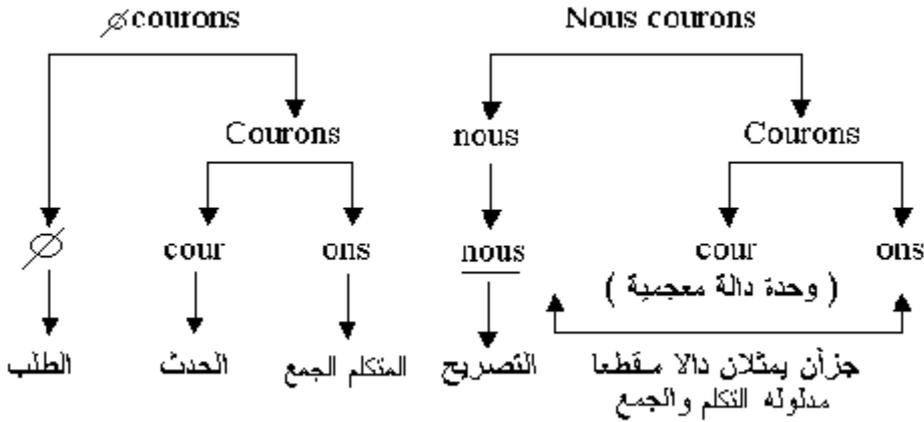 ∅ courons Nous courons
Courons nous Courons
∅ cour ons nous cour ons
( وحدة دالة معجمية )
الطلب الحدث المتكلم الجمع التصريح جزأن يمثلان دالا مقطعا
مدلوله التكلم والجمع